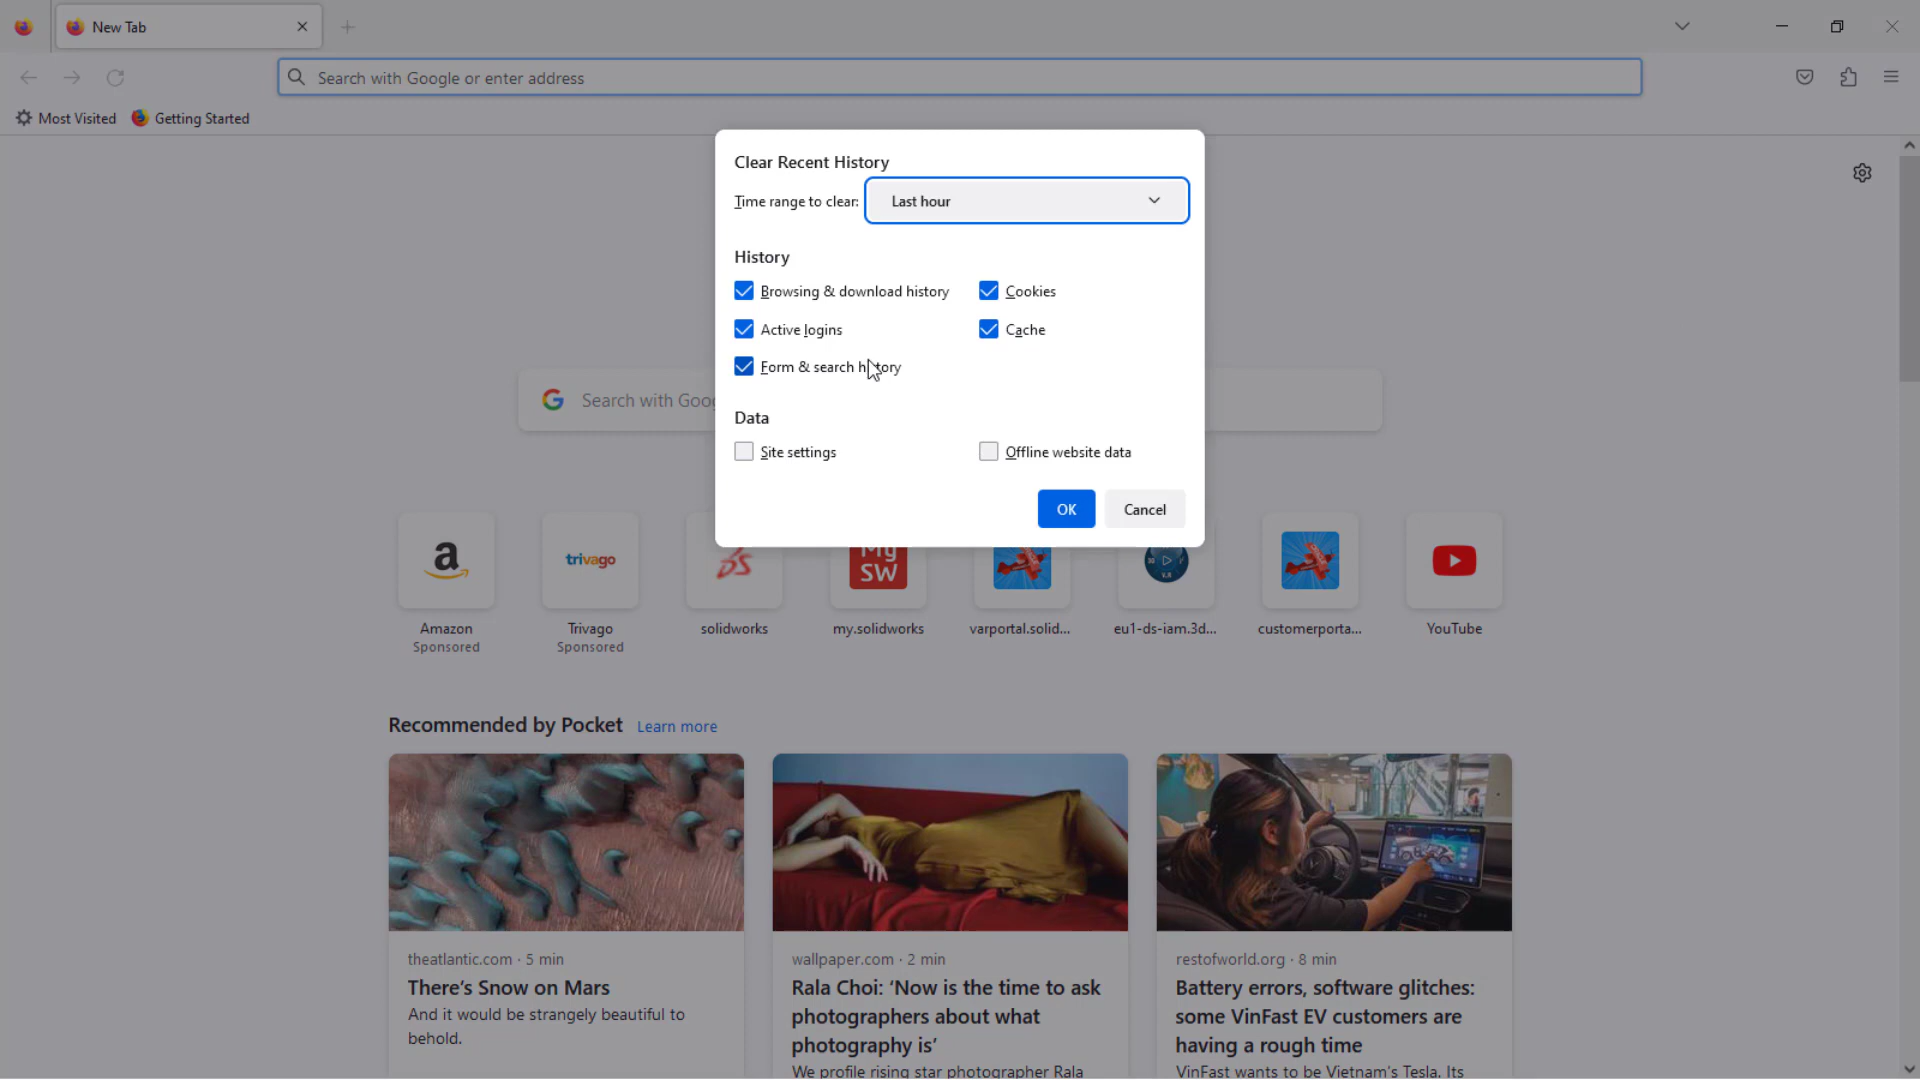 New Tab
Search with Google or enter address
Most Visited Getting Started
Clear Recent History
Time range to clear: Last hour
History
Browsing & download history Cookies
Active logins Cache
Form & search history
Data
Site settings Offline website data
OK Cancel
G Search with Goo
a trivago DS My SW
Amazon Trivago solidworks my.solidworks varportal.solid... eu1-ds-iam.3d... customerporta... YouTube
Sponsored Sponsored
Recommended by Pocket Learn more
theatlantic.com · 5 min
There's Snow on Mars
And it would be strangely beautiful to
behold.
wallpaper.com · 2 min
Rala Choi: ‘Now is the time to ask
photographers about what
photography is’
We profile rising star photographer Rala
restofworld.org · 8 min
Battery errors, software glitches:
some VinFast EV customers are
having a rough time
VinFast wants to be Vietnam's Tesla. Its